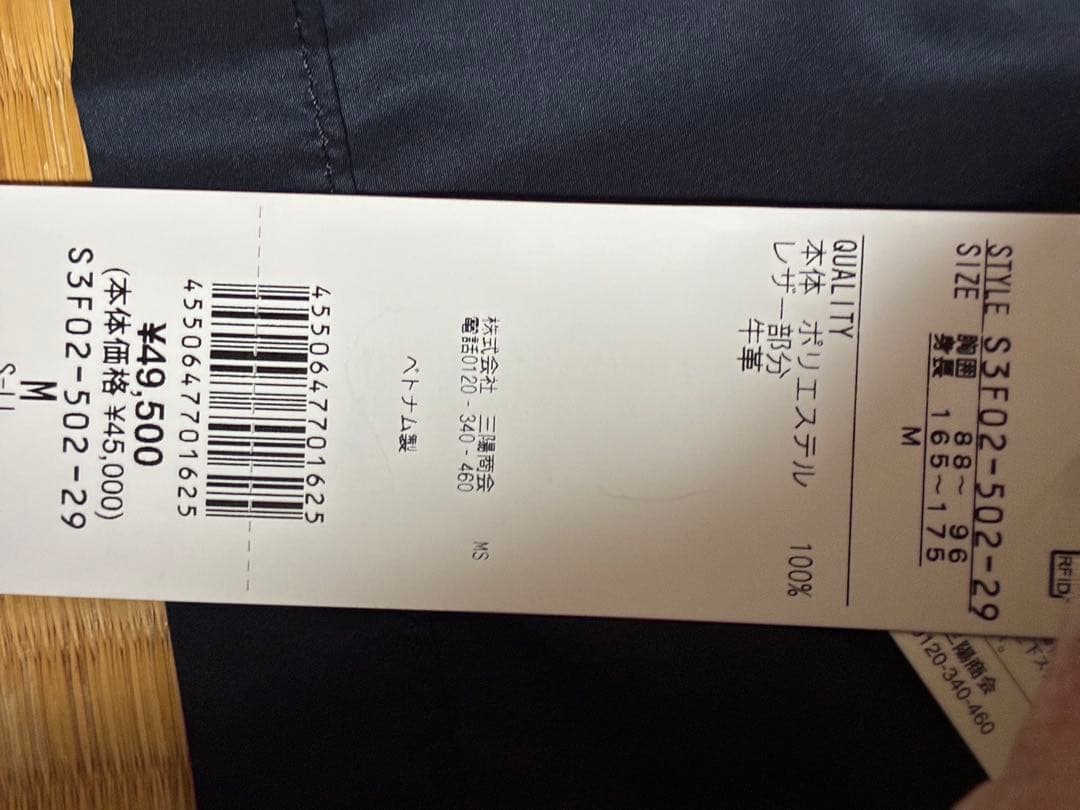 RFID
STYLE S3F02-502-29
SIZE 胸囲 88～ 96
身長 165～175
M
QUALITY
本体 ポリエステル 100%
レザー部分
牛革
株式会社 三陽商会 MS
電話0120-340-460
ベトナム製
4550647701625
4550647701625
¥49,500
(本体価格 ¥45,000)
S3F02-502-29
M
三陽商会
0120-340-460